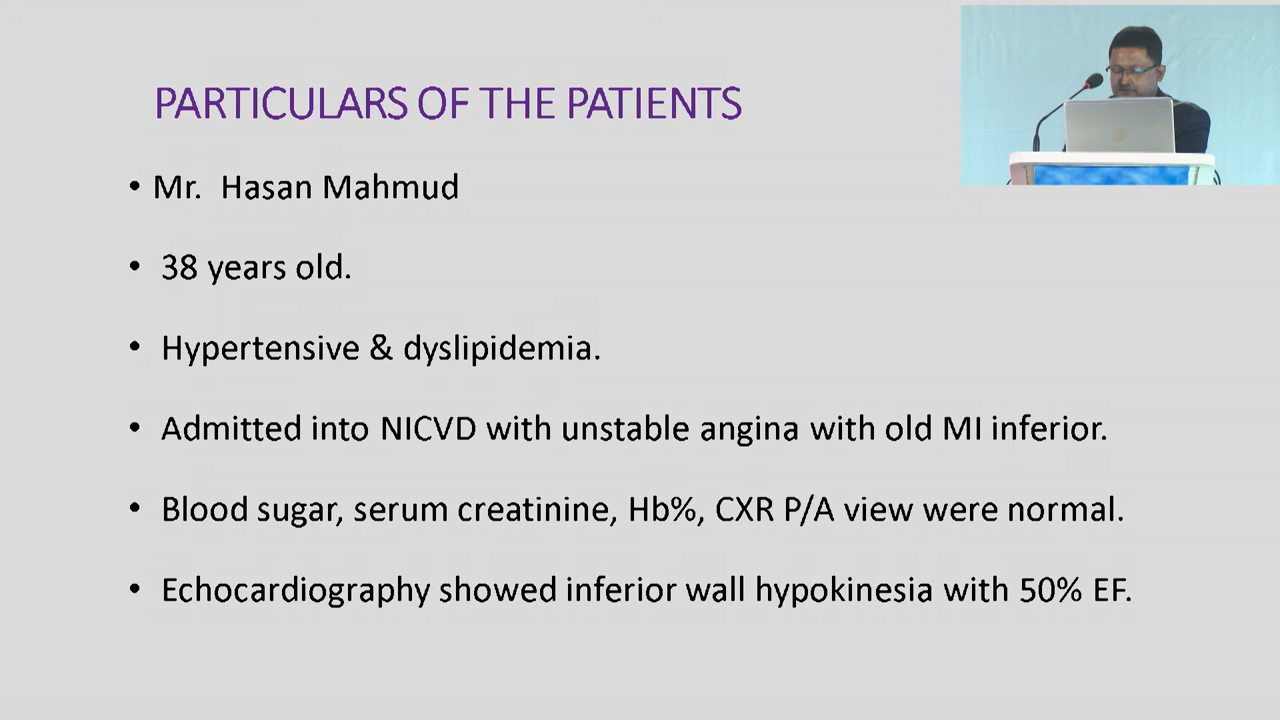 PARTICULARS OF THE PATIENTS
• Mr. Hasan Mahmud
• 38 years old.
• Hypertensive & dyslipidemia.
• Admitted into NICVD with unstable angina with old MI inferior.
• Blood sugar, serum creatinine, Hb%, CXR P/A view were normal.
• Echocardiography showed inferior wall hypokinesia with 50% EF.